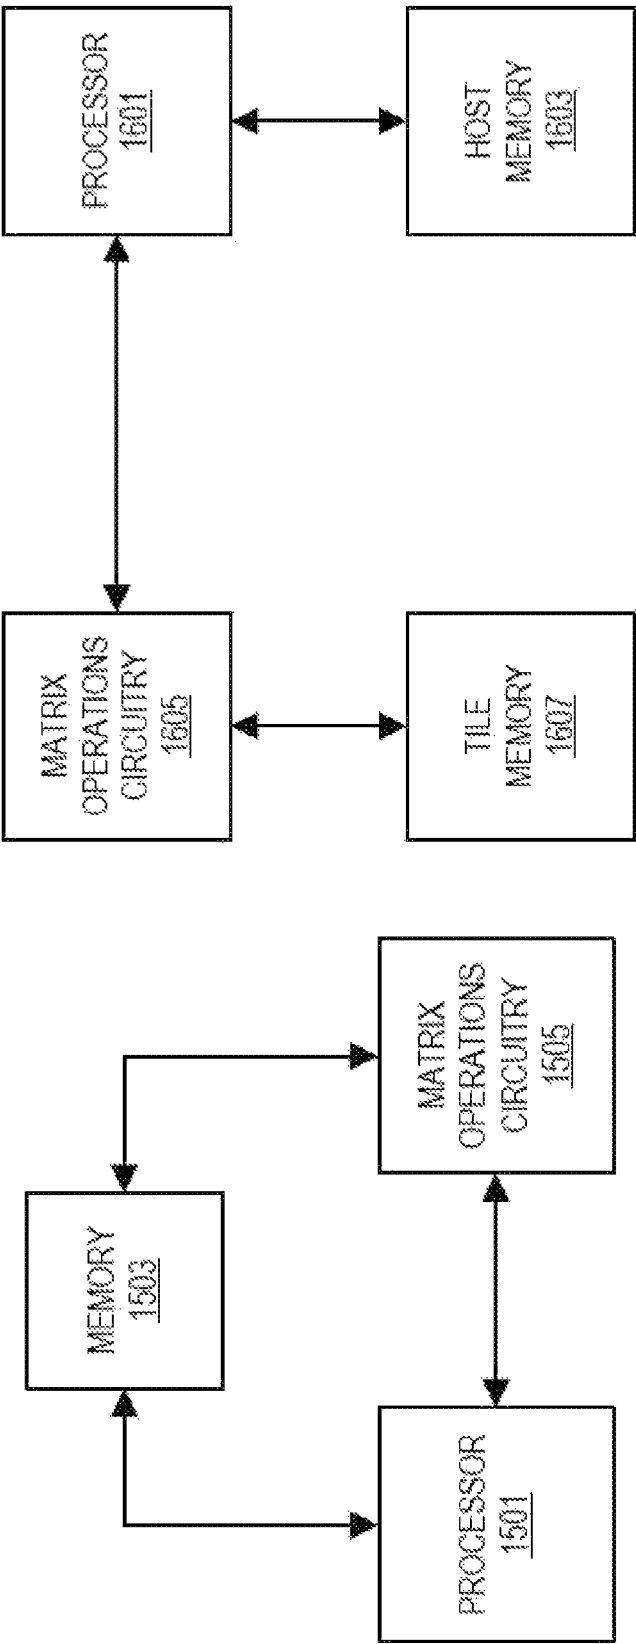 MEMORY
1503
PROCESSOR
1501
MATRIX
OPERATIONS
CIRCUITRY
1505
MATRIX
OPERATIONS
CIRCUITRY
1605
PROCESSOR
1601
TILE
MEMORY
1607
HOST
MEMORY
1603